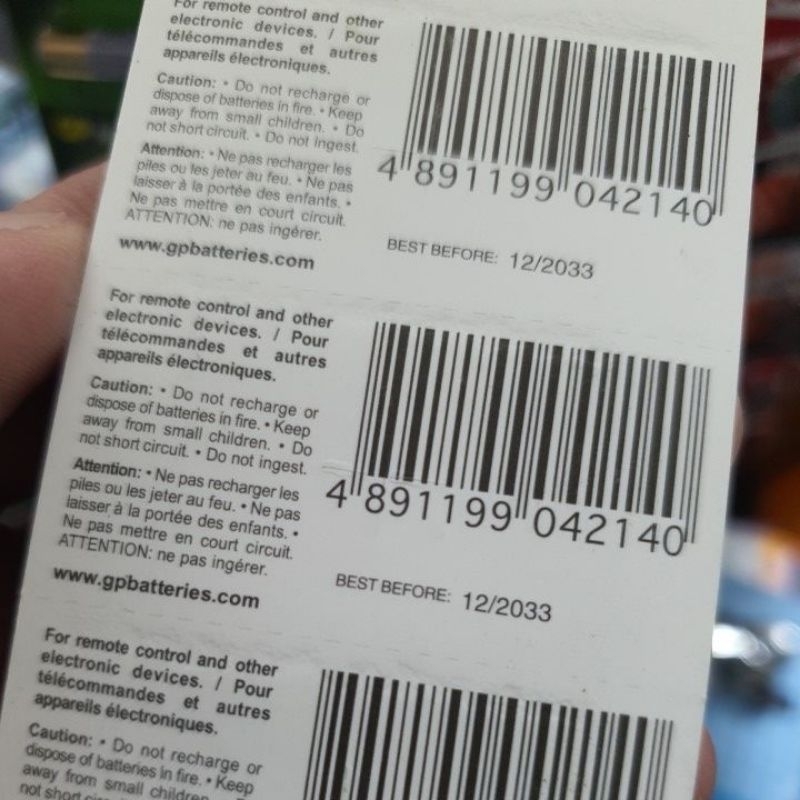 For remote control and other
electronic devices. / Pour
télécommandes et autres
appareils électroniques.
Caution: • Do not recharge or
dispose of batteries in fire. • Keep
away from small children. • Do
not short circuit. • Do not ingest.
Attention: • Ne pas recharger les
piles ou les jeter au feu. • Ne pas
laisser à la portée des enfants. •
Ne pas mettre en court circuit.
ATTENTION: ne pas ingérer.
www.gpbatteries.com
4 891199 042140
BEST BEFORE: 12/2033
For remote control and other
electronic devices. / Pour
télécommandes et autres
appareils électroniques.
Caution: • Do not recharge or
dispose of batteries in fire. • Keep
away from small children. • Do
not short circuit. • Do not ingest.
Attention: • Ne pas recharger les
piles ou les jeter au feu. • Ne pas
laisser à la portée des enfants. •
Ne pas mettre en court circuit.
ATTENTION: ne pas ingérer.
www.gpbatteries.com
4 891199 042140
BEST BEFORE: 12/2033
For remote control and other
electronic devices. / Pour
télécommandes et autres
appareils électroniques.
Caution: • Do not recharge or
dispose of batteries in fire. • Keep
away from small children.
not short